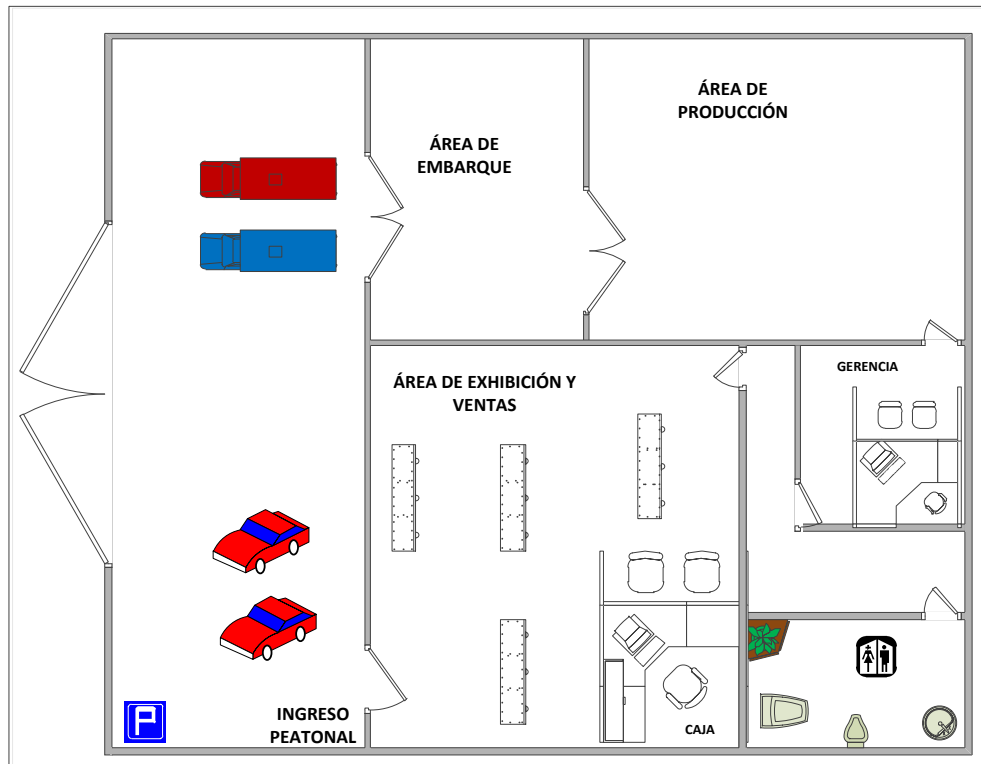 ÁREA DE
PRODUCCIÓN
ÁREA DE
EMBARQUE
GERENCIA
ÁREA DE EXHIBICIÓN Y
VENTAS
P
INGRESO
PEATONAL
CAJA